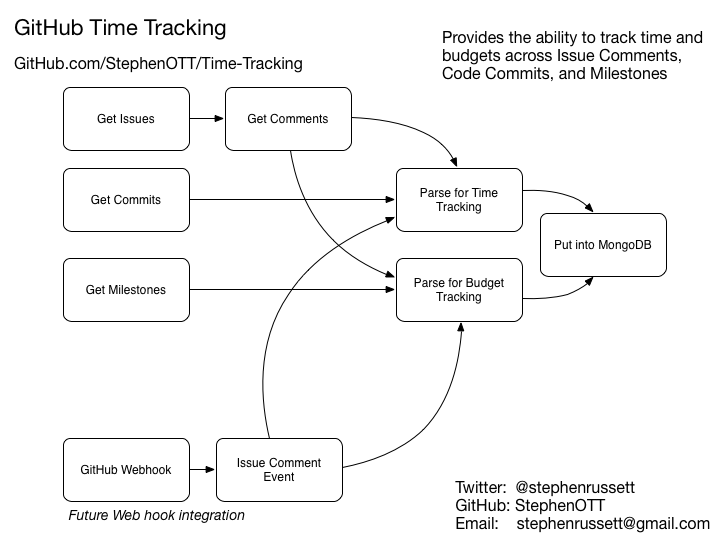 GitHub Time Tracking
GitHub.com/StephenOTT/Time-Tracking
Provides the ability to track time and
budgets across Issue Comments,
Code Commits, and Milestones
Get Issues
Get Comments
Get Commits
Parse for Time
Tracking
Put into MongoDB
Get Milestones
Parse for Budget
Tracking
GitHub Webhook
Issue Comment
Event
Future Web hook integration
Twitter: @stephenrussett
GitHub: StephenOTT
Email: stephenrussett@gmail.com